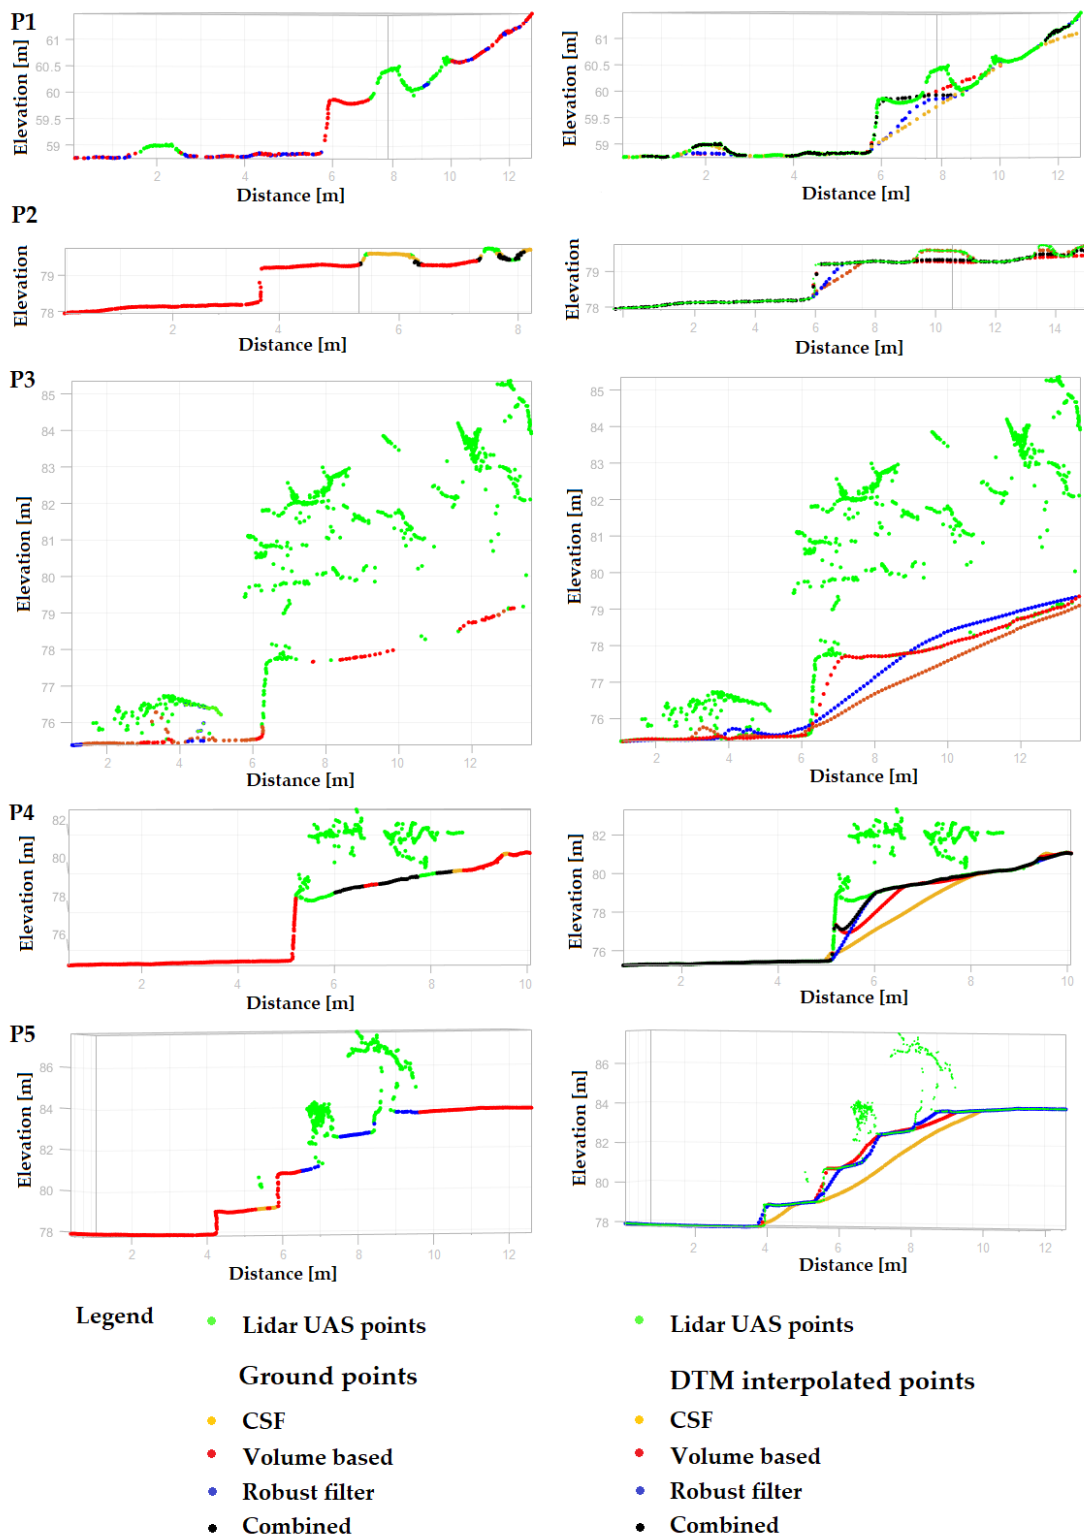 P1
Elevation [m]
61
60.5
60
59.5
59
2
4
6
8
10
12
Distance [m]
Elevation [m]
61
60.5
60
59.5
59
2
4
6
8
10
12
Distance [m]
P2
Elevation
79
78
2
4
6
8
Distance [m]
Elevation
79
78
2
4
6
8
10
12
14
Distance [m]
P3
Elevation [m]
85
84
83
82
81
80
79
78
77
76
2
4
6
8
10
12
Distance [m]
Elevation [m]
85
84
83
82
81
80
79
78
77
76
2
4
6
8
10
12
Distance [m]
P4
Elevation [m]
82
80
78
76
2
4
6
8
10
Distance [m]
Elevation [m]
82
80
78
76
2
4
6
8
10
Distance [m]
P5
Elevation [m]
86
84
82
80
78
2
4
6
8
10
12
Distance [m]
Elevation [m]
86
84
82
80
78
2
4
6
8
10
12
Distance [m]
Legend
Lidar UAS points
Ground points
CSF
Volume based
Robust filter
Combined
Lidar UAS points
DTM interpolated points
CSF
Volume based
Robust filter
Combined